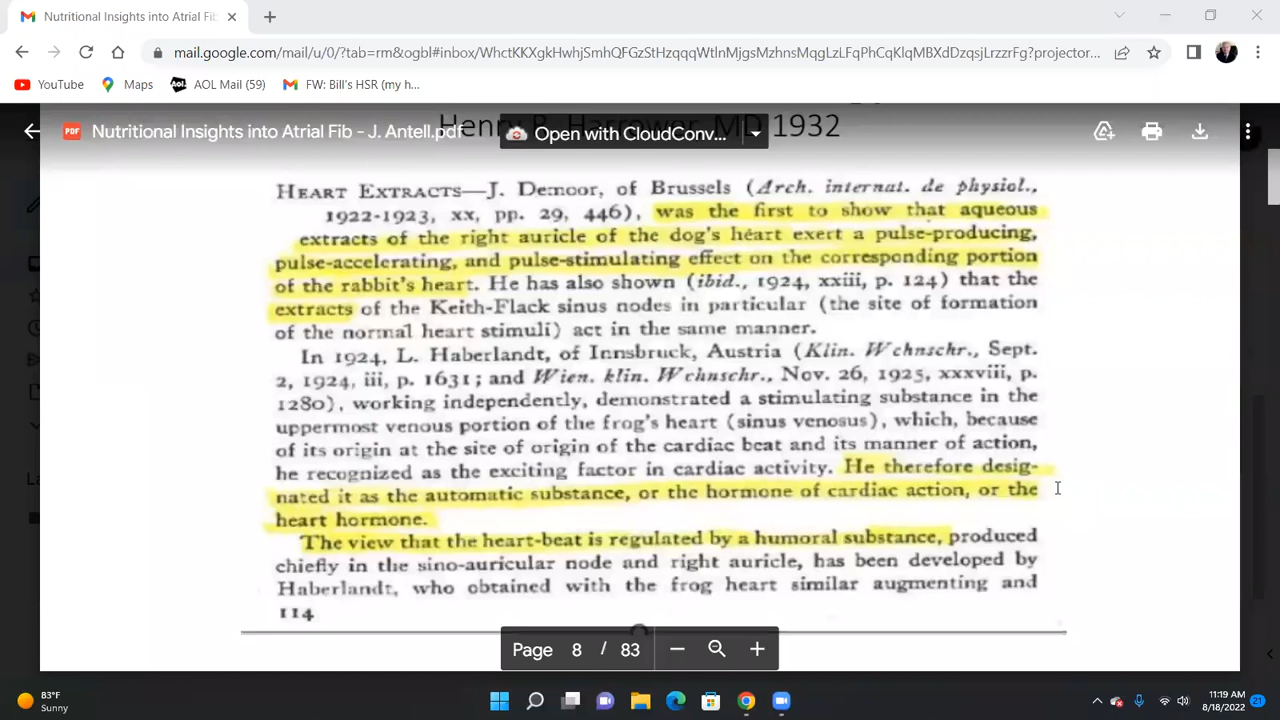 Nutritional Insights into Atrial Fib
mail.google.com/mail/u/0/?tab=rm&ogbl#inbox/WhctKKXgkHwhjSmhQFGzStHzqqqWtlnMjgsMzhnsMqgLzLFqPhCqKlqMBXdDzqsjLrzzrFg?projector...
YouTube
Maps
AOL Mail (59)
FW: Bill's HSR (my h...
Henry R. Harrower, MD 1932
PDF
Nutritional Insights into Atrial Fib - J. Antell.pdf
Open with CloudConv...
HEART EXTRACTS—J. Demoor, of Brussels (Arch. internat. de physiol.,
1922-1923, xx, pp. 29, 446), was the first to show that aqueous
extracts of the right auricle of the dog's heart exert a pulse-producing,
pulse-accelerating, and pulse-stimulating effect on the corresponding portion
of the rabbit's heart. He has also shown (ibid., 1924, xxiii, p. 124) that the
extracts of the Keith-Flack sinus nodes in particular (the site of formation
of the normal heart stimuli) act in the same manner.
In 1924, L. Haberlandt, of Innsbruck, Austria (Klin. Wchnschr., Sept.
2, 1924, iii, p. 1631; and Wien. klin. Wchnschr., Nov. 26, 1925, xxxviii, p.
1280), working independently, demonstrated a stimulating substance in the
uppermost venous portion of the frog's heart (sinus venosus), which, because
of its origin at the site of origin of the cardiac beat and its manner of action,
he recognized as the exciting factor in cardiac activity. He therefore desig-
nated it as the automatic substance, or the hormone of cardiac action, or the
heart hormone.
The view that the heart-beat is regulated by a humoral substance, produced
chiefly in the sino-auricular node and right auricle, has been developed by
Haberlandt, who obtained with the frog heart similar augmenting and
114
Page 8 / 83
83°F
Sunny
11:19 AM
8/18/2022
21